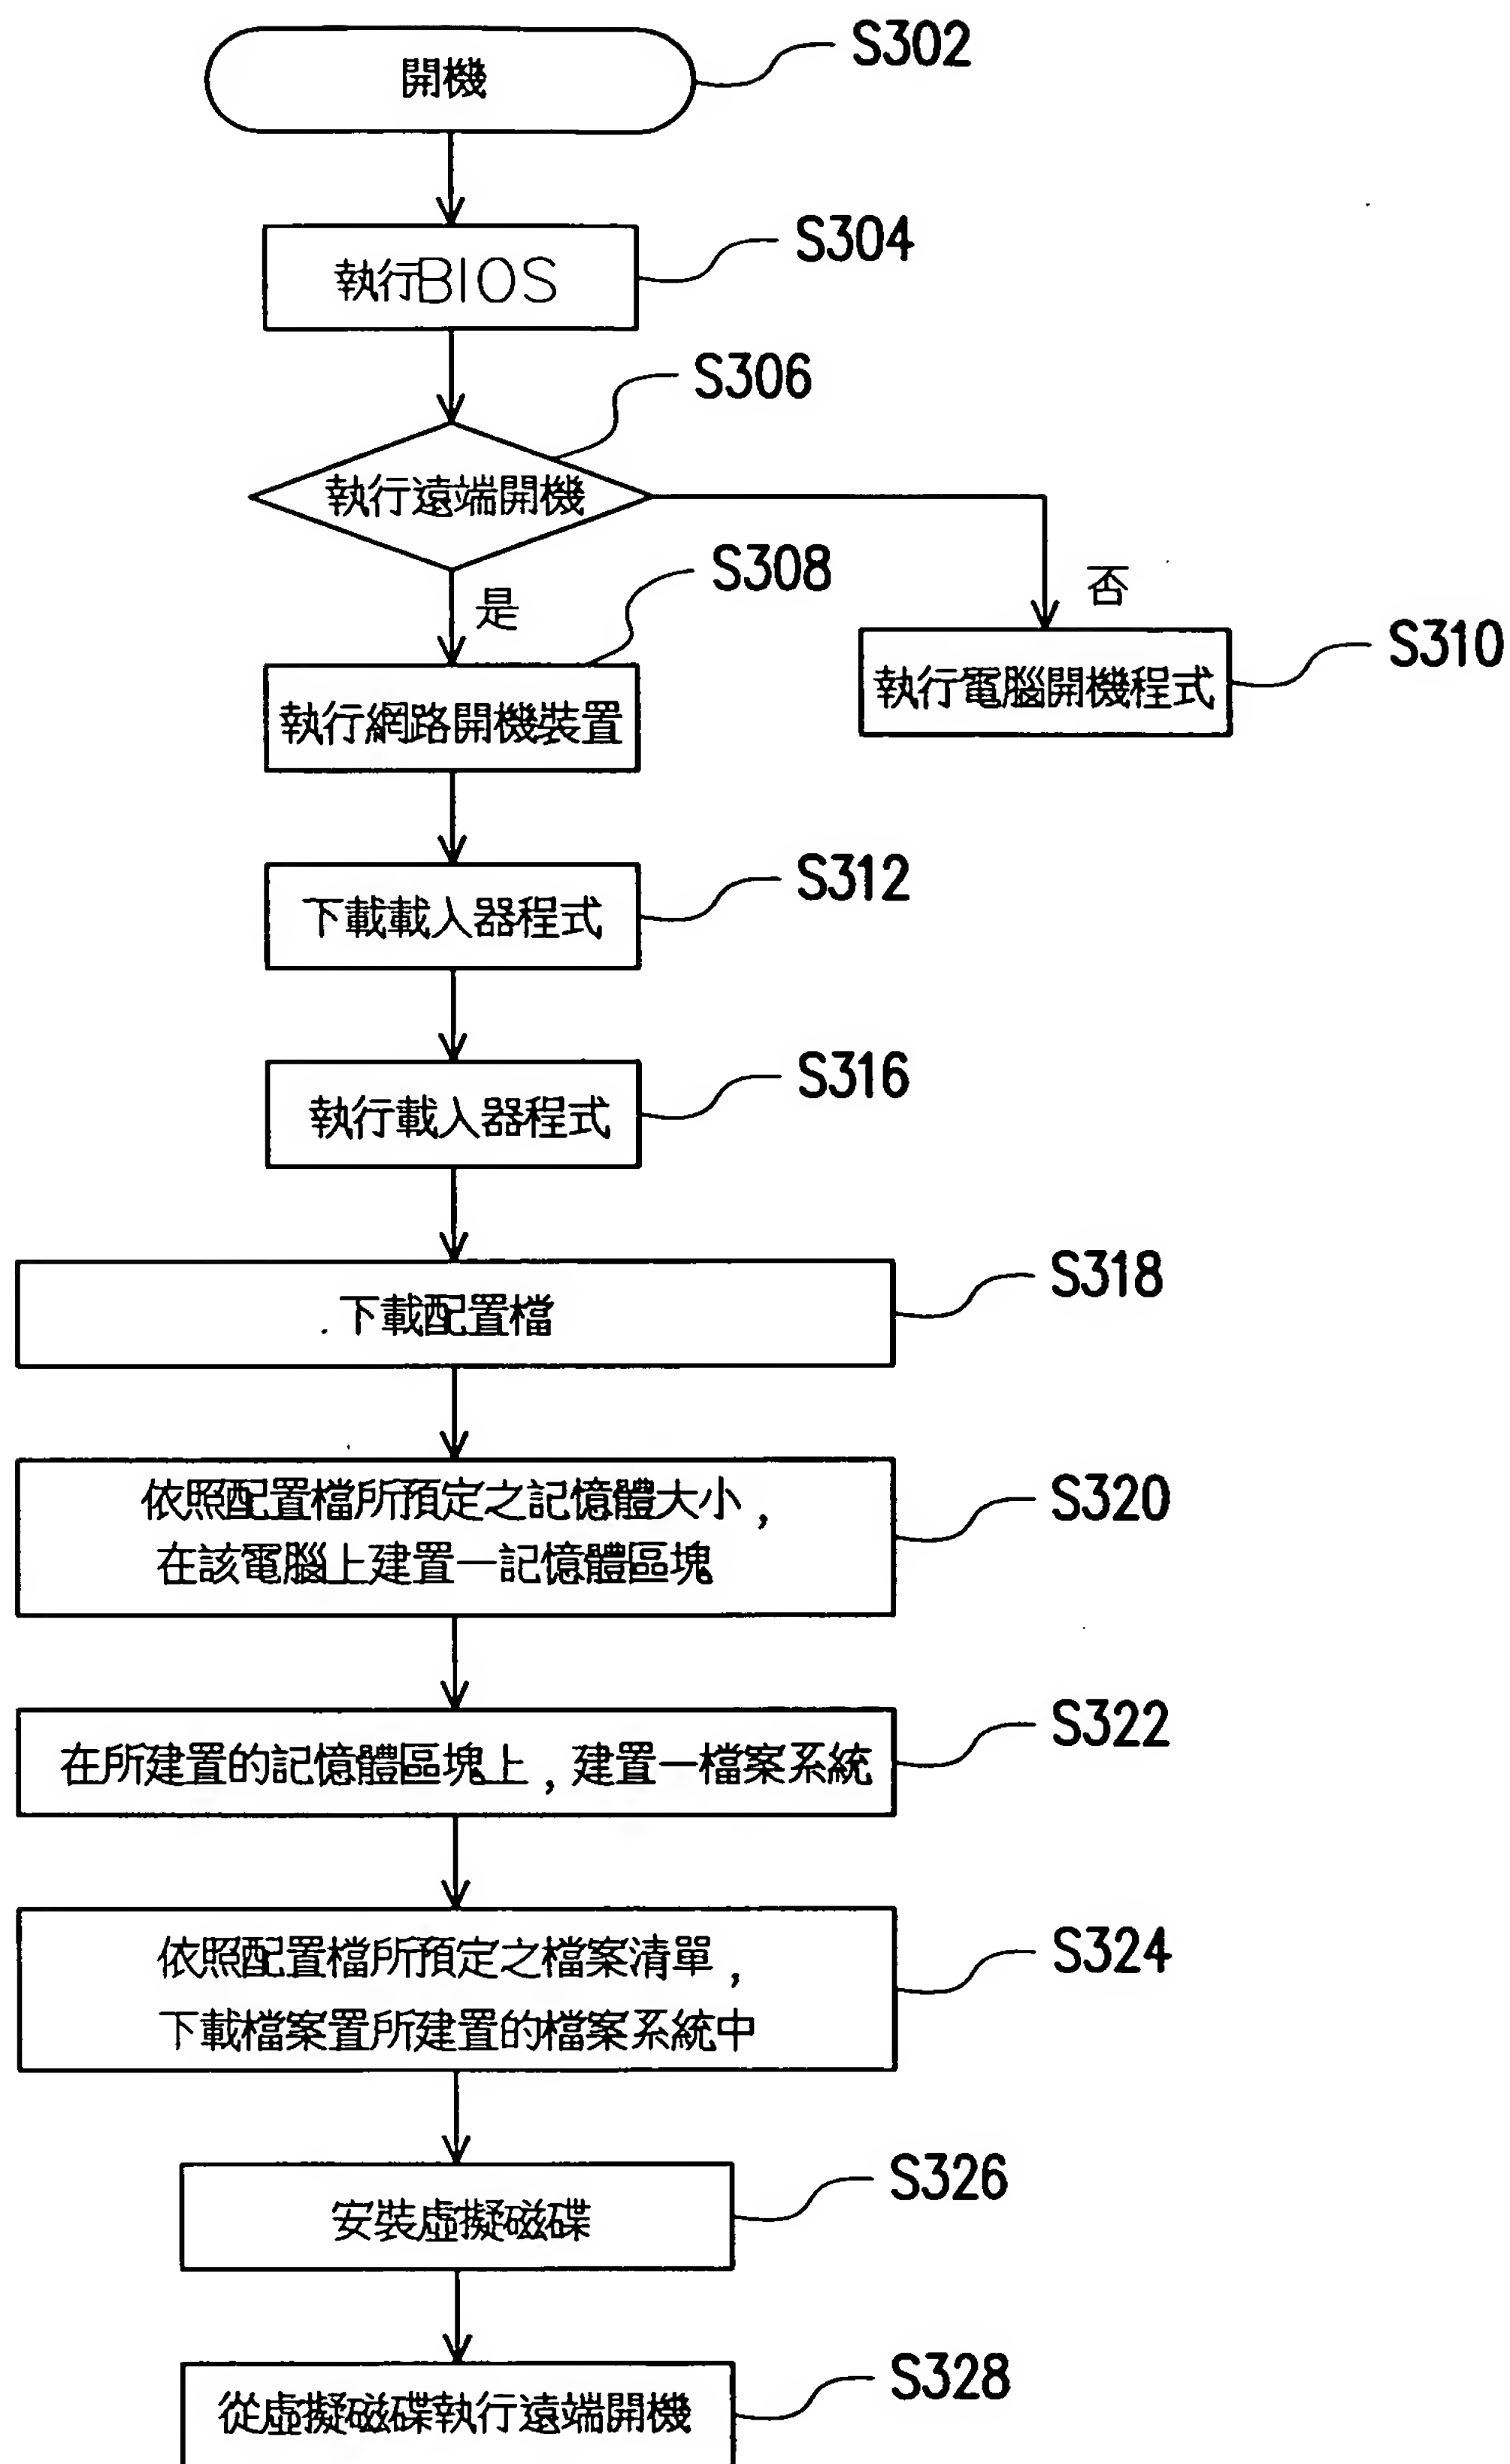 開機
S302
執行BIOS
S304
S306
執行遠端開機
是
否
S308
執行網路開機裝置
S310
執行電腦開機程式
S312
下載載入器程式
S316
執行載入器程式
S318
下載配置檔
S320
依照配置檔所預定之記憶體大小,
在該電腦上建置一記憶體區塊
S322
在所建置的記憶體區塊上,建置一檔案系統
S324
依照配置檔所預定之檔案清單,
下載檔案置所建置的檔案系統中
S326
安裝虛擬磁碟
S328
從虛擬磁碟執行遠端開機